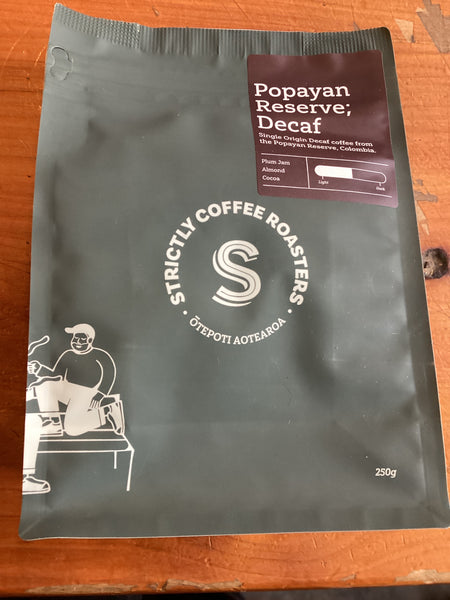 Popayan
Reserve;
Decaf
Single Origin Decaf coffee from
the Popayan Reserve, Colombia.
Plum Jam
Almond
Cocoa
Light
Dark
STRICTLY COFFEE ROASTERS
S
ŌTEPOTI AOTEAROA
250g